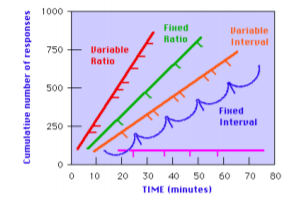 Cumulative number of responses
1000
750
500
250
0
Variable
Ratio
Fixed
Ratio
Variable
Interval
Fixed
Interval
0 10 20 30 40 50 60 70 80
TIME (minutes)